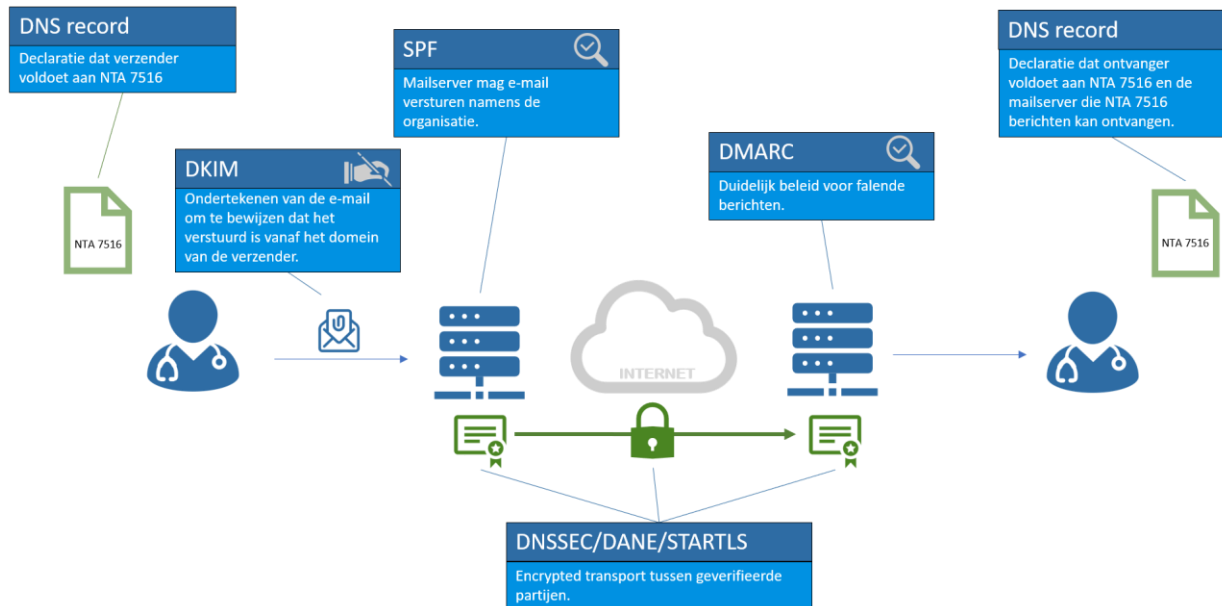 DNS record
Declaratie dat verzender
voldoet aan NTA 7516
NTA 7516
DKIM
Ondertekenen van de e-mail
om te bewijzen dat het
verstuurd is vanaf het domein
van de verzender.
SPF
Mailserver mag e-mail
versturen namens de
organisatie.
INTERNET
DMARC
Duidelijk beleid voor falende
berichten.
DNS record
Declaratie dat ontvanger
voldoet aan NTA 7516 en de
mailserver die NTA 7516
berichten kan ontvangen.
NTA 7516
DNSSEC/DANE/STARTLS
Encrypted transport tussen geverifieerde
partijen.